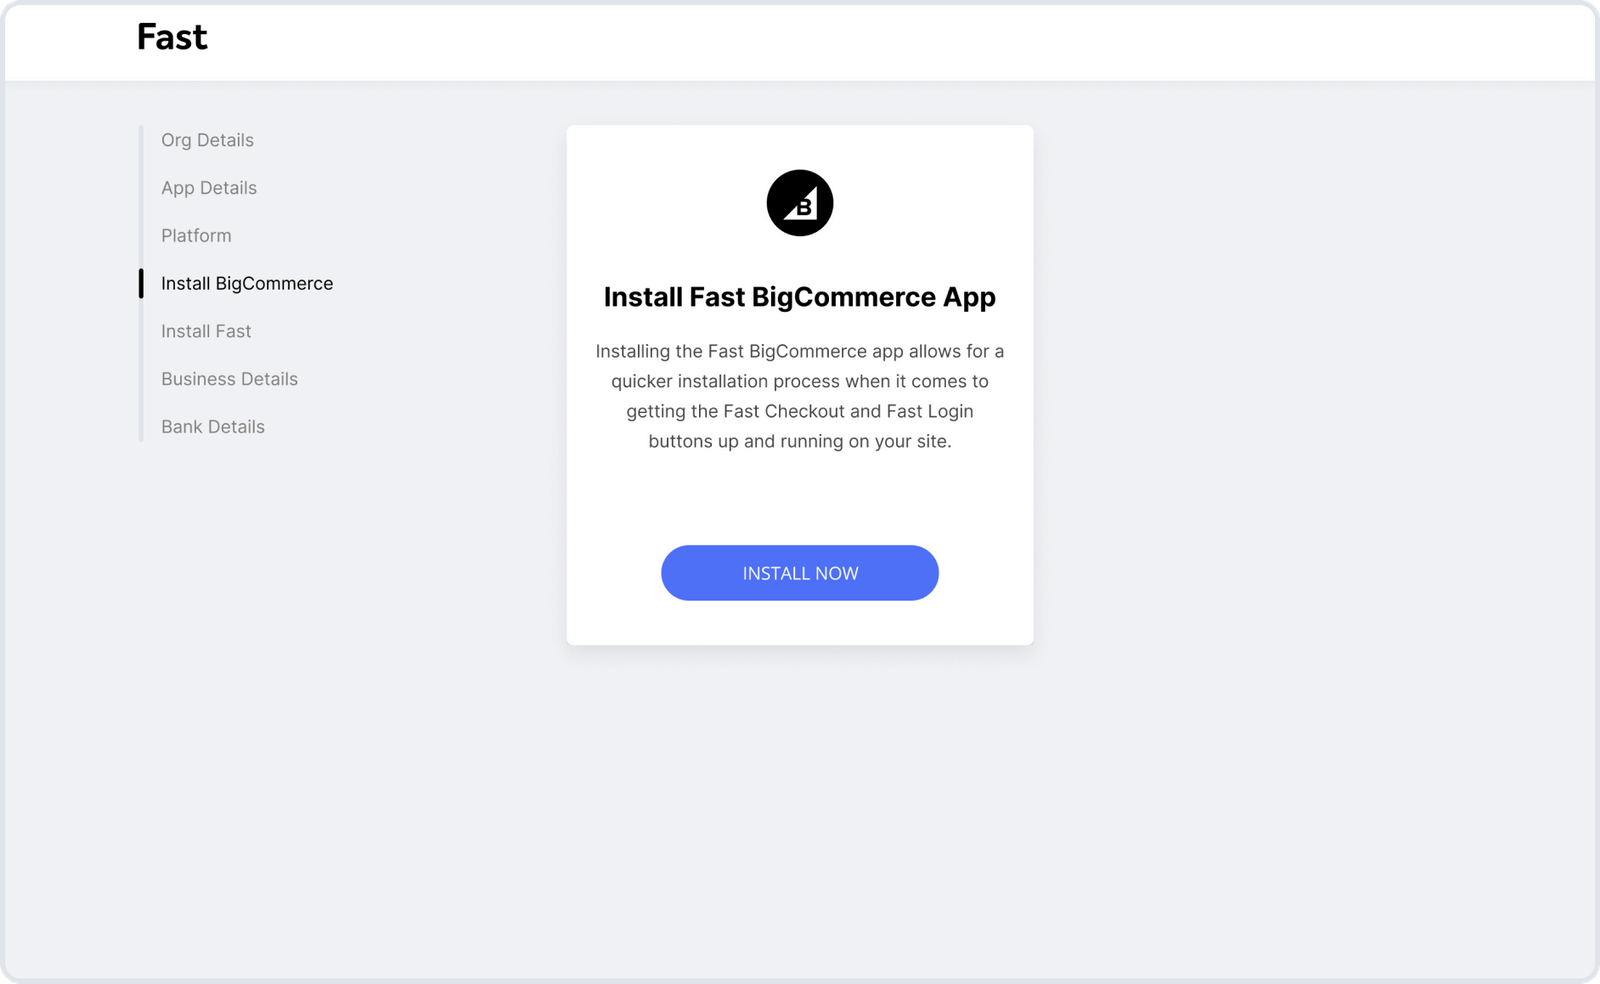 Fast
Org Details
App Details
Platform
Install BigCommerce
Install Fast
Business Details
Bank Details
B
Install Fast BigCommerce App
Installing the Fast BigCommerce app allows for a
quicker installation process when it comes to
getting the Fast Checkout and Fast Login
buttons up and running on your site.
INSTALL NOW